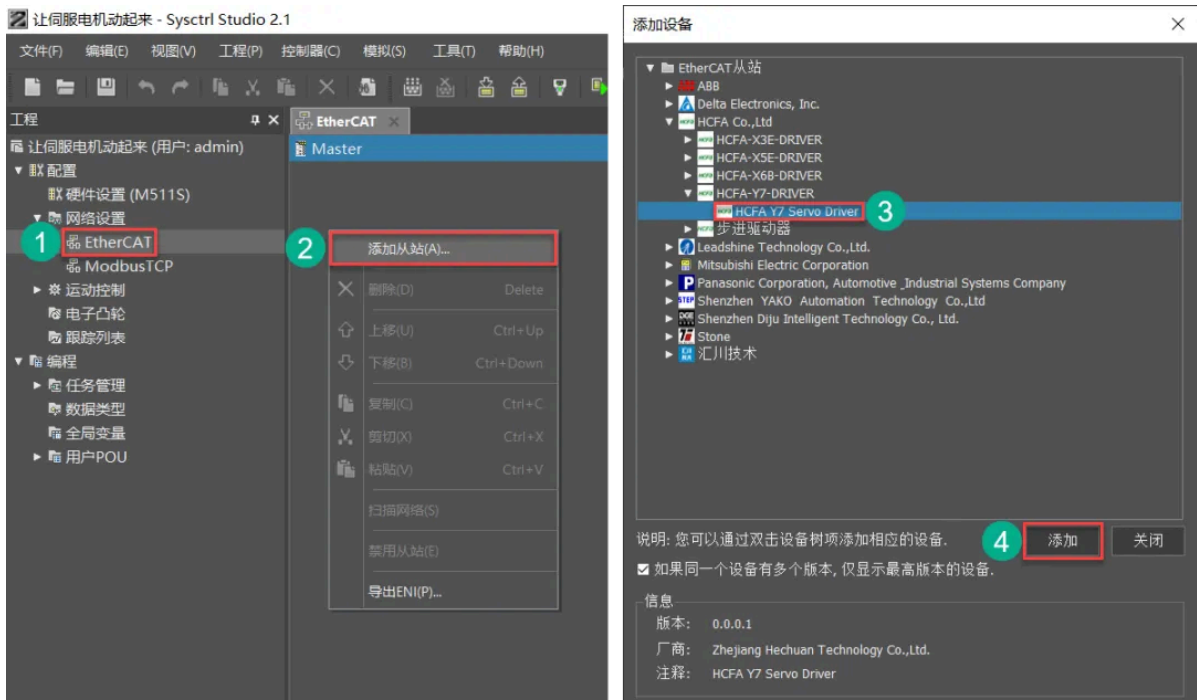 让伺服电机动起来 - Sysctrl Studio 2.1
文件(F) 编辑(E) 视图(V) 工程(P) 控制器(C) 模拟(S) 工具(T) 帮助(H)
工程
EtherCAT
让伺服电机动起来 (用户: admin)
Master
配置
硬件设置 (M511S)
网络设置
1
EtherCAT
ModbusTCP
运动控制
电子凸轮
跟踪列表
编程
任务管理
数据类型
全局变量
用户POU
2
添加从站(A)...
删除(D) Delete
上移(U) Ctrl+Up
下移(B) Ctrl+Down
复制(C) Ctrl+C
剪切(X) Ctrl+X
粘贴(V) Ctrl+V
扫描网络(S)
禁用从站(E)
导出ENI(P)...
添加设备
EtherCAT从站
ABB
Delta Electronics, Inc.
HCFA Co.,Ltd
HCFA-X3E-DRIVER
HCFA-X5E-DRIVER
HCFA-X6B-DRIVER
HCFA-Y7-DRIVER
HCFA Y7 Servo Driver
3
步进驱动器
Leadshine Technology Co.,Ltd.
Mitsubishi Electric Corporation
Panasonic Corporation, Automotive _Industrial Systems Company
STEP Shenzhen YAKO Automation Technology Co.,Ltd
Shenzhen Diju Intelligent Technology Co., Ltd.
Stone
汇川技术
说明: 您可以通过双击设备树项添加相应的设备.
4
添加
关闭
如果同一个设备有多个版本, 仅显示最高版本的设备.
信息
版本: 0.0.0.1
厂商: Zhejiang Hechuan Technology Co.,Ltd.
注释: HCFA Y7 Servo Driver